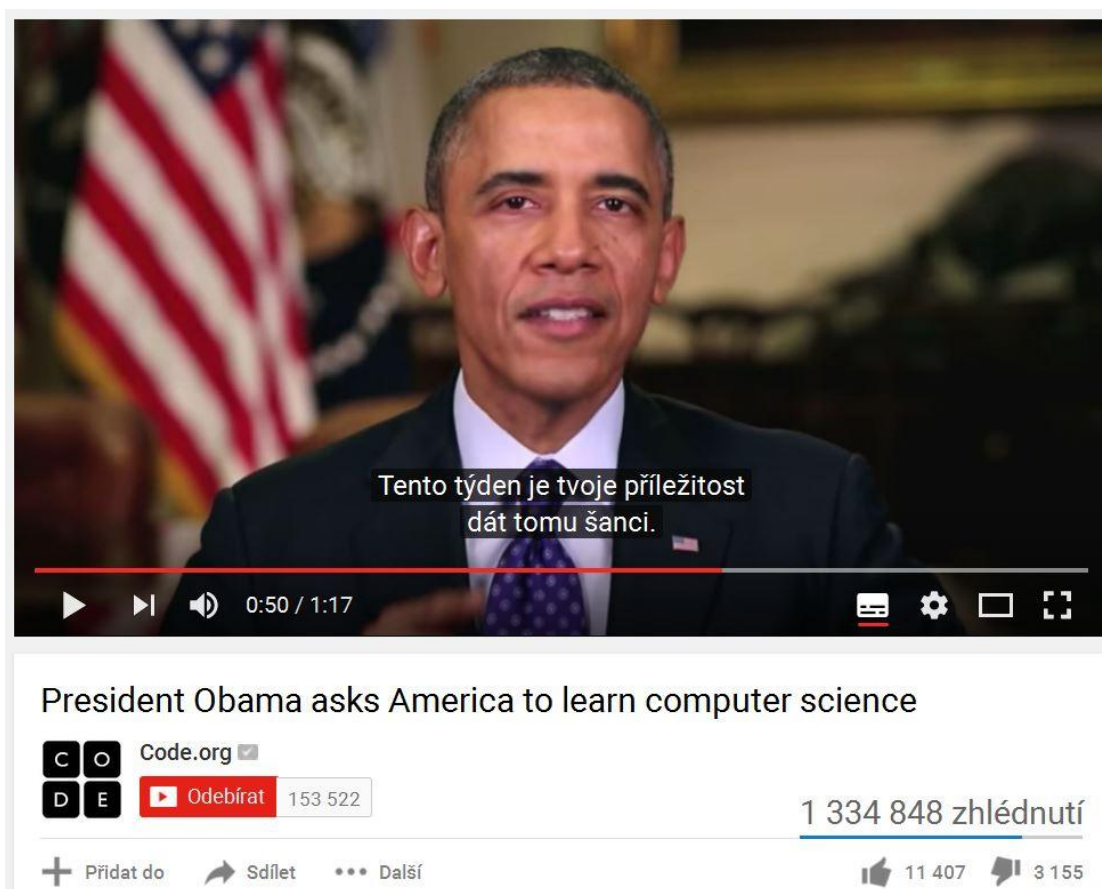 Tento týden je tvoje příležitost
dát tomu šanci.
0:50 / 1:17
President Obama asks America to learn computer science
C O
D E
Code.org
Odebírat 153 522
1 334 848 zhlédnutí
Přidat do Sdílet ••• Další 11 407 3 155